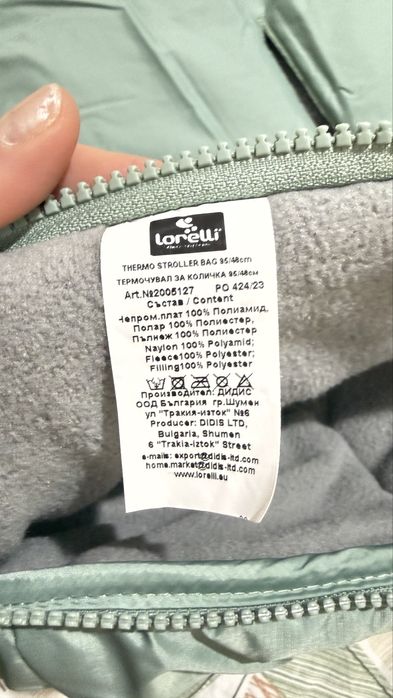 lorelli
THERMO STROLLER BAG 95/48cm
ТЕРМОЧУВАЛ ЗА КОЛИЧКА 95/48см
Art.№2005127 PO 424/23
Състав / Content
Непром.плат 100% Полиамид,
Полар 100% Полиестер,
Пълнеж 100% Полиестер
Naylon 100% Polyamid;
Fleece100% Polyester;
Filling100% Polyester
Производител: ДИДИС
ООД България гр.Шумен
ул "Тракия-изток" №6
Producer: DIDIS LTD,
Bulgaria, Shumen
6 "Trakia-iztok" Street
e-mails: export@didis-ltd.com
home.market@didis-ltd.com
www.lorelli.eu